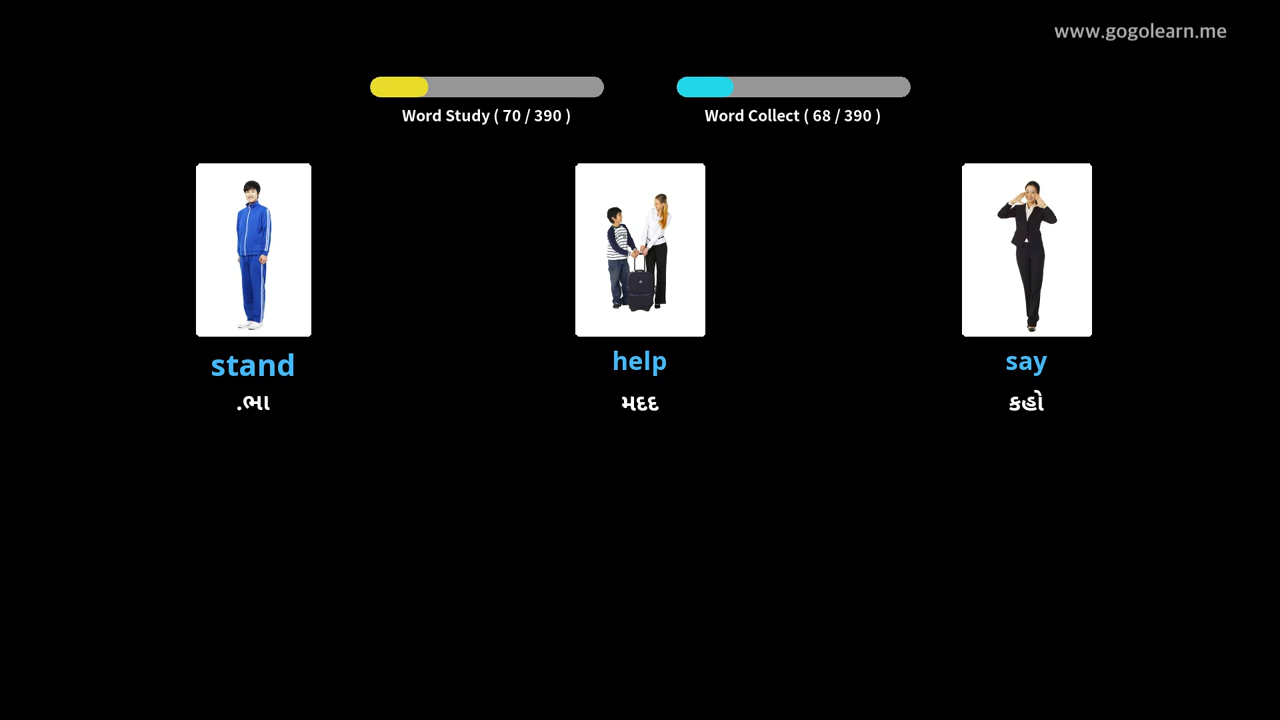 www.gogolearn.me
Word Study ( 70 / 390 )
Word Collect ( 68 / 390 )
stand
.ભા
help
મદદ
say
કહો